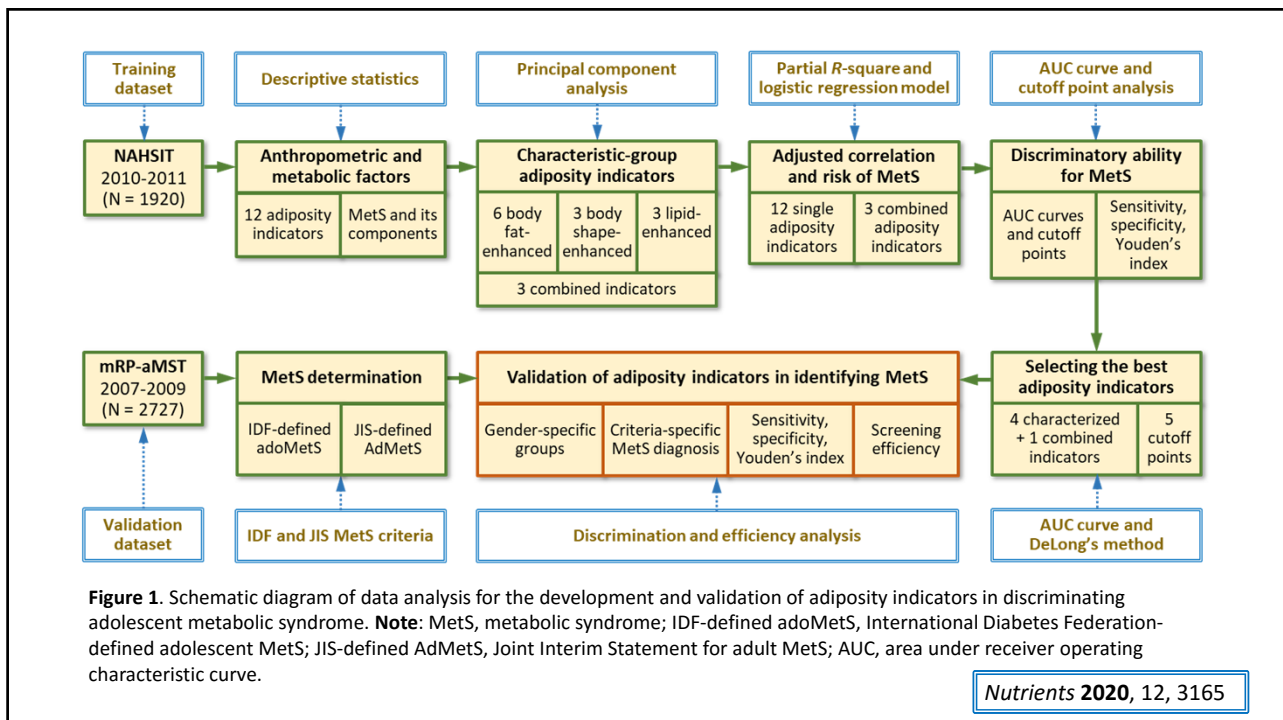 Training
dataset
Descriptive statistics
Principal component
analysis
Partial R-square and
logistic regression model
AUC curve and
cutoff point analysis
NAHSIT
2010-2011
(N = 1920)
Anthropometric and
metabolic factors
12 adiposity
indicators
MetS and its
components
Characteristic-group
adiposity indicators
6 body
fat-
enhanced
3 body
shape-
enhanced
3 lipid-
enhanced
3 combined indicators
Adjusted correlation
and risk of MetS
12 single
adiposity
indicators
3 combined
adiposity
indicators
Discriminatory ability
for MetS
AUC curves
and cutoff
points
Sensitivity,
specificity,
Youden's
index
mRP-aMST
2007-2009
(N = 2727)
MetS determination
IDF-defined
adoMetS
JIS-defined
AdMetS
Validation of adiposity indicators in identifying MetS
Gender-specific
groups
Criteria-specific
MetS diagnosis
Sensitivity,
specificity,
Youden's index
Screening
efficiency
Selecting the best
adiposity indicators
4 characterized
+ 1 combined
indicators
5
cutoff
points
Validation
dataset
IDF and JIS MetS criteria
Discrimination and efficiency analysis
AUC curve and
DeLong's method
Figure 1. Schematic diagram of data analysis for the development and validation of adiposity indicators in discriminating
adolescent metabolic syndrome. Note: MetS, metabolic syndrome; IDF-defined adoMetS, International Diabetes Federation-
defined adolescent MetS; JIS-defined AdMetS, Joint Interim Statement for adult MetS; AUC, area under receiver operating
characteristic curve.
Nutrients 2020, 12, 3165